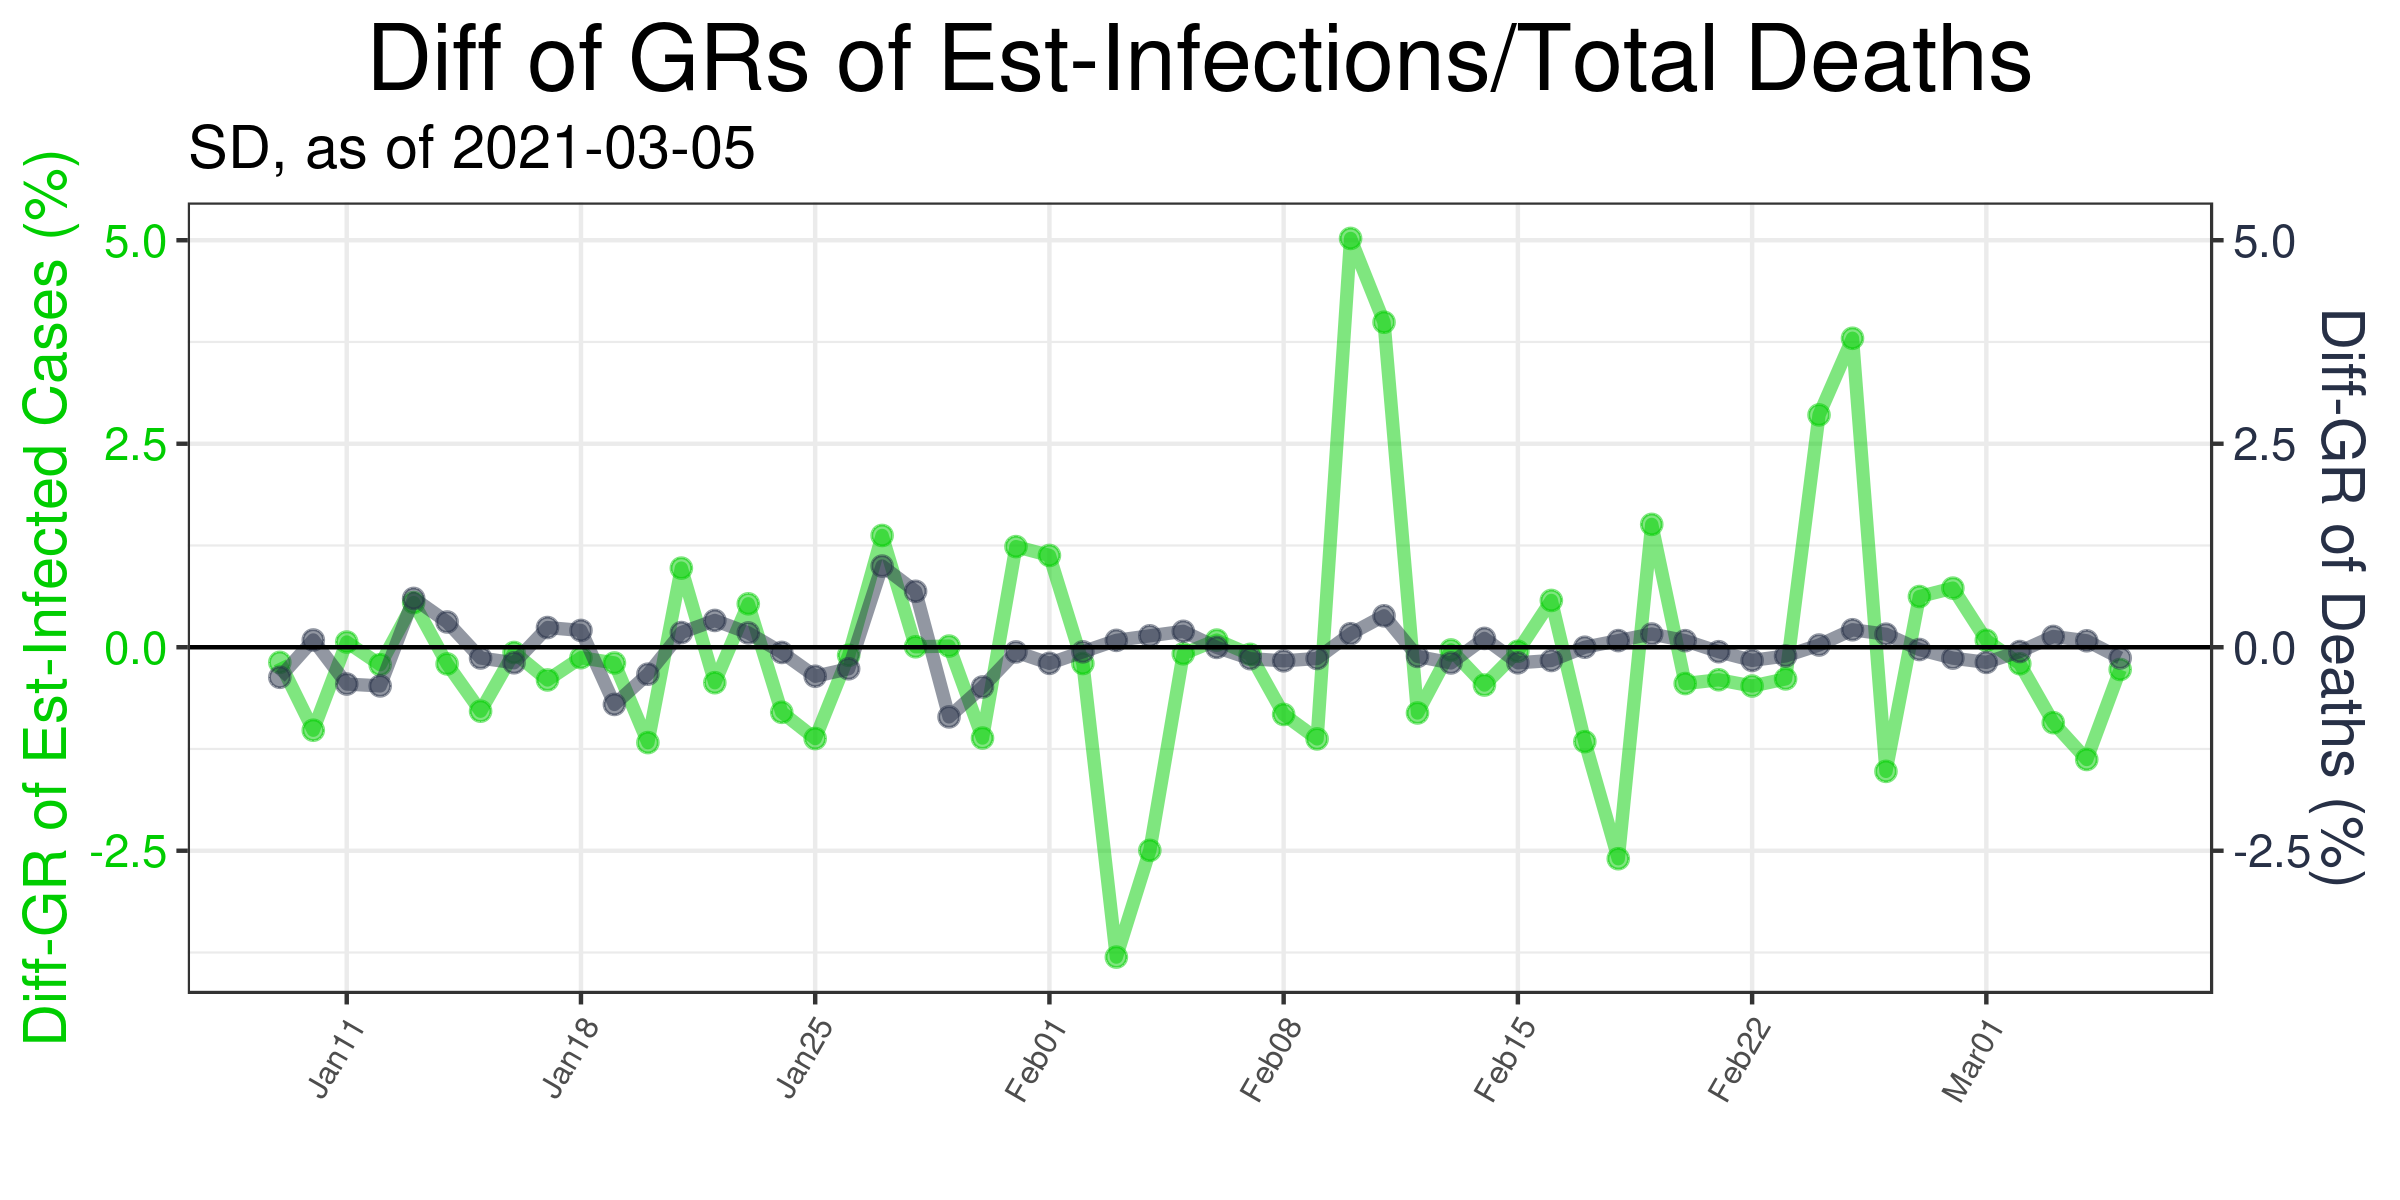 Diff of GRs of Est-Infections/Total Deaths
SD, as of 2021-03-05
Diff-GR of Est-Infected Cases (%)
5.0
2.5
0.0
-2.5
5.0
2.5
0.0
-2.5
Diff-GR of Deaths (%)
Jan11
Jan18
Jan25
Feb01
Feb08
Feb15
Feb22
Mar01